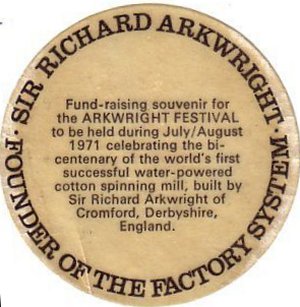 · SIR RICHARD ARKWRIGHT ·
FOUNDER OF THE FACTORY SYSTEM
Fund-raising souvenir for
the ARKWRIGHT FESTIVAL
to be held during July/August
1971 celebrating the bi-
centenary of the world's first
successful water-powered
cotton spinning mill, built by
Sir Richard Arkwright of
Cromford, Derbyshire,
England.